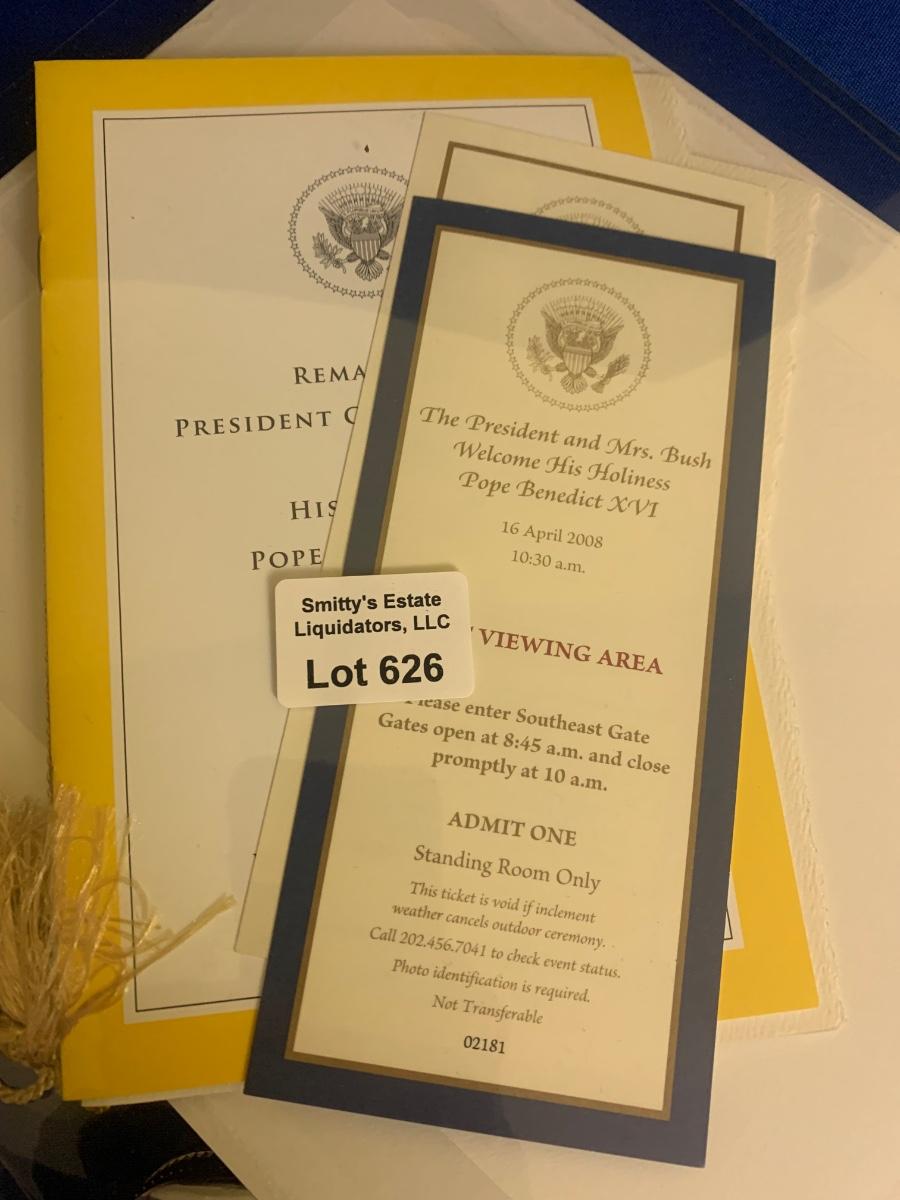 REMA
PRESIDENT
HIS
POPE
The President and Mrs. Bush
Welcome His Holiness
Pope Benedict XVI
16 April 2008
10:30 a.m.
Smitty's Estate
Liquidators, LLC
Lot 626
VIEWING AREA
Please enter Southeast Gate
Gates open at 8:45 a.m. and close
promptly at 10 a.m.
ADMIT ONE
Standing Room Only
This ticket is void if inclement
weather cancels outdoor ceremony.
Call 202.456.7041 to check event status.
Photo identification is required.
Not Transferable
02181